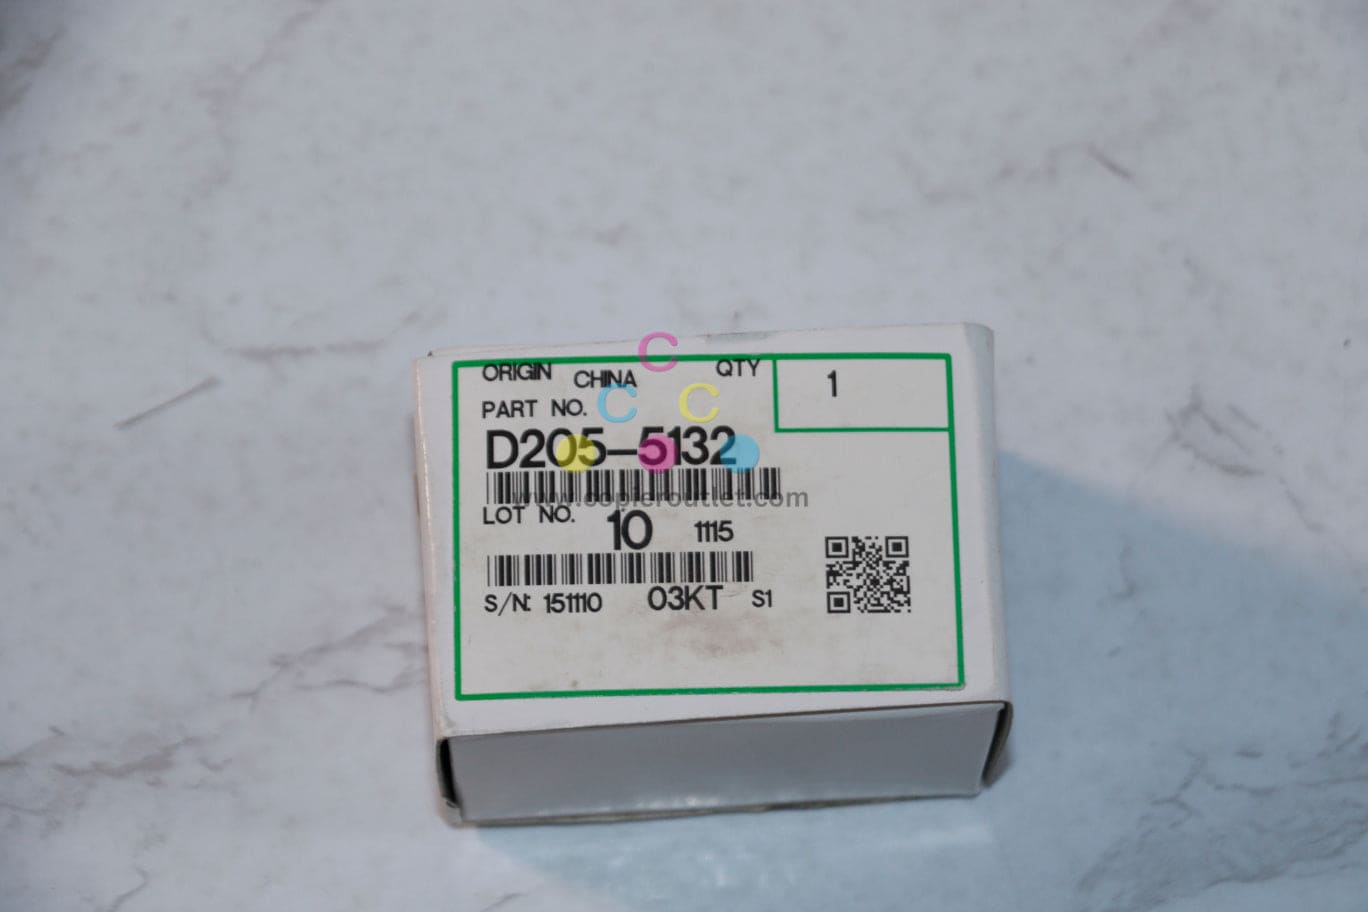 ORIGIN CHINA QTY 1
PART NO.
D205-5132
LOT NO. 10 1115
S/N: 151110 03KT S1
C
C C
www.copieroutlet.com